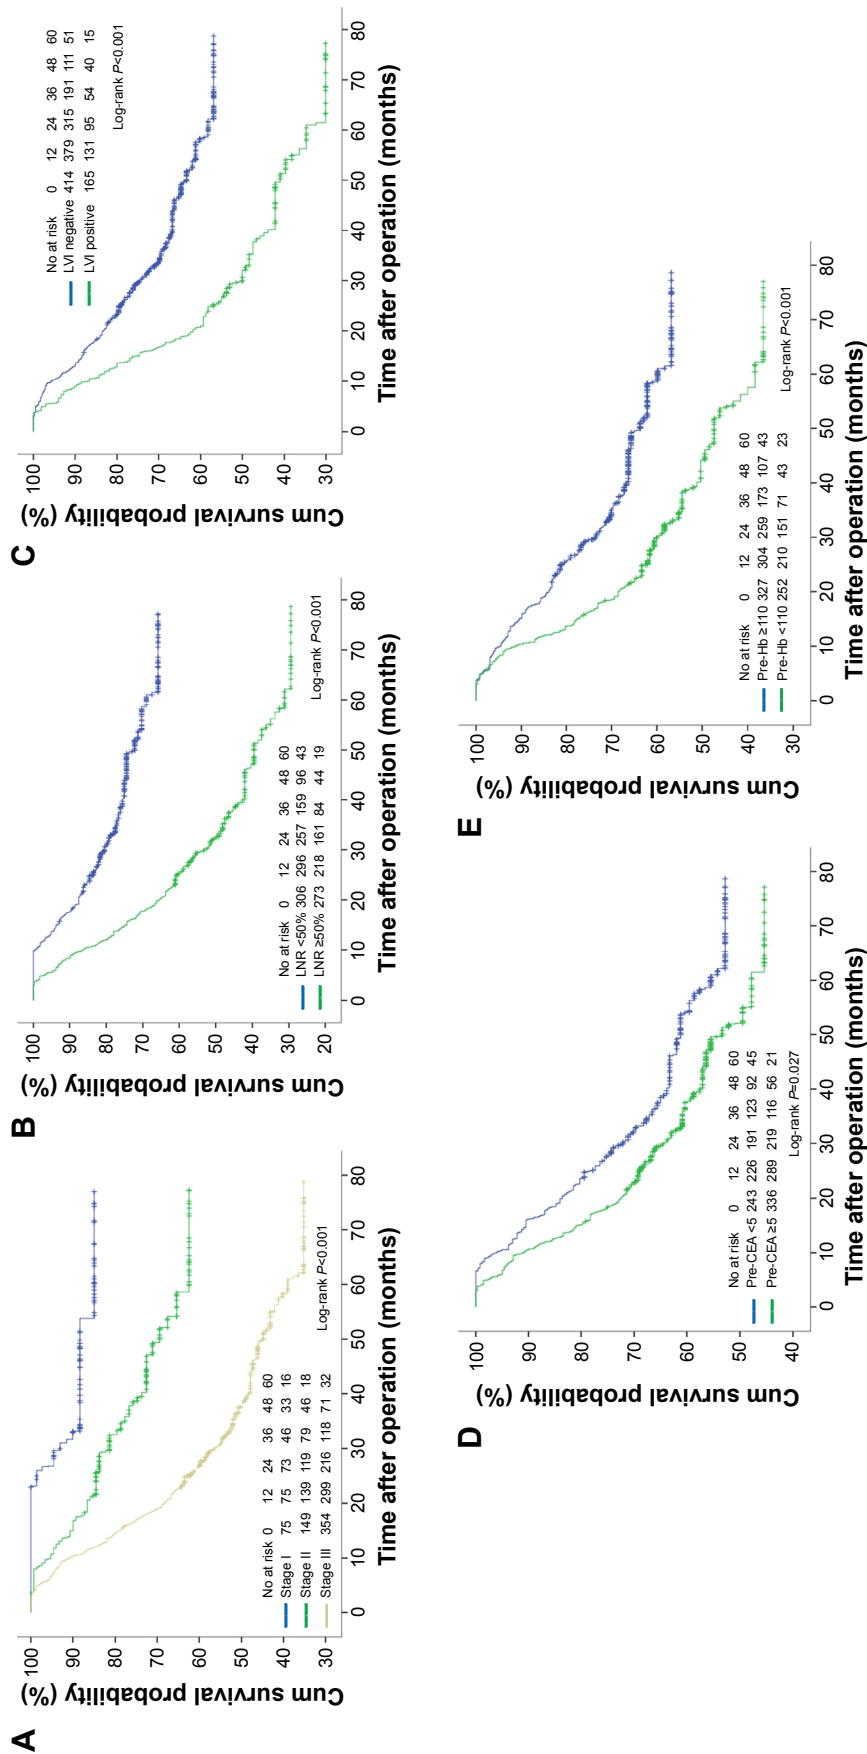 A
Cum survival probability (%)
100
90
80
70
60
50
40
30
No at risk 0 12 24 36 48 60
Stage I 75 75 73 46 33 16
Stage II 149 139 119 79 46 18
Stage III 354 299 216 118 71 32
Log-rank P<0.001
0 10 20 30 40 50 60 70 80
Time after operation (months)
B
Cum survival probability (%)
100
90
80
70
60
50
40
30
20
No at risk 0 12 24 36 48 60
LNR <50% 306 296 257 159 96 43
LNR ≥50% 273 218 161 84 44 19
Log-rank P<0.001
0 10 20 30 40 50 60 70 80
Time after operation (months)
C
Cum survival probability (%)
100
90
80
70
60
50
40
30
No at risk 0 12 24 36 48 60
LVI negative 414 379 315 191 111 51
LVI positive 165 131 95 54 40 15
Log-rank P<0.001
0 10 20 30 40 50 60 70 80
Time after operation (months)
D
Cum survival probability (%)
100
90
80
70
60
50
40
No at risk 0 12 24 36 48 60
Pre-CEA <5 243 226 191 123 92 45
Pre-CEA ≥5 336 289 219 116 56 21
Log-rank P=0.027
0 10 20 30 40 50 60 70 80
Time after operation (months)
E
Cum survival probability (%)
100
90
80
70
60
50
40
30
No at risk 0 12 24 36 48 60
Pre-Hb ≥110 327 304 259 173 107 43
Pre-Hb <110 252 210 151 71 43 23
Log-rank P<0.001
0 10 20 30 40 50 60 70 80
Time after operation (months)